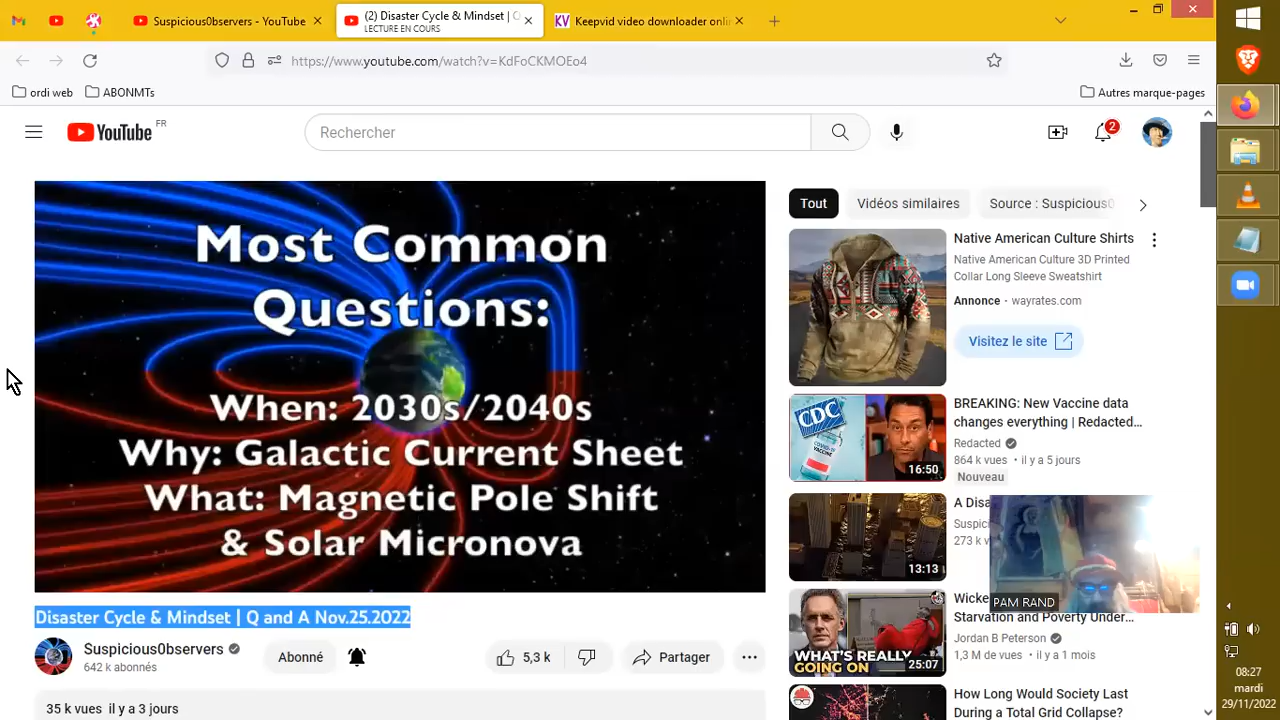 Suspicious0bservers - YouTube
(2) Disaster Cycle & Mindset | Q
LECTURE EN COURS
KV Keepvid video downloader onli
https://www.youtube.com/watch?v=KdFoCKMOEo4
ordi web
ABONMTs
Autres marque-pages
YouTube FR
Rechercher
2
Most Common
Questions:
When: 2030s/2040s
Why: Galactic Current Sheet
What: Magnetic Pole Shift
& Solar Micronova
Disaster Cycle & Mindset | Q and A Nov.25.2022
Suspicious0bservers
642 k abonnés
Abonné
5,3 k
Partager
35 k vues il y a 3 jours
Tout
Vidéos similaires
Source : Suspicious0
Native American Culture Shirts
Native American Culture 3D Printed
Collar Long Sleeve Sweatshirt
Annonce · wayrates.com
Visitez le site
CDC
COVID-19
VACCINE
16:50
BREAKING: New Vaccine data
changes everything | Redacted...
Redacted
864 k vues · il y a 5 jours
Nouveau
13:13
A Disa
Suspic
273 k
PAM RAND
WHAT'S REALLY
GOING ON
25:07
Wicke
Starvation and Poverty Under...
Jordan B Peterson
1,3 M de vues · il y a 1 mois
How Long Would Society Last
During a Total Grid Collapse?
08:27
mardi
29/11/2022